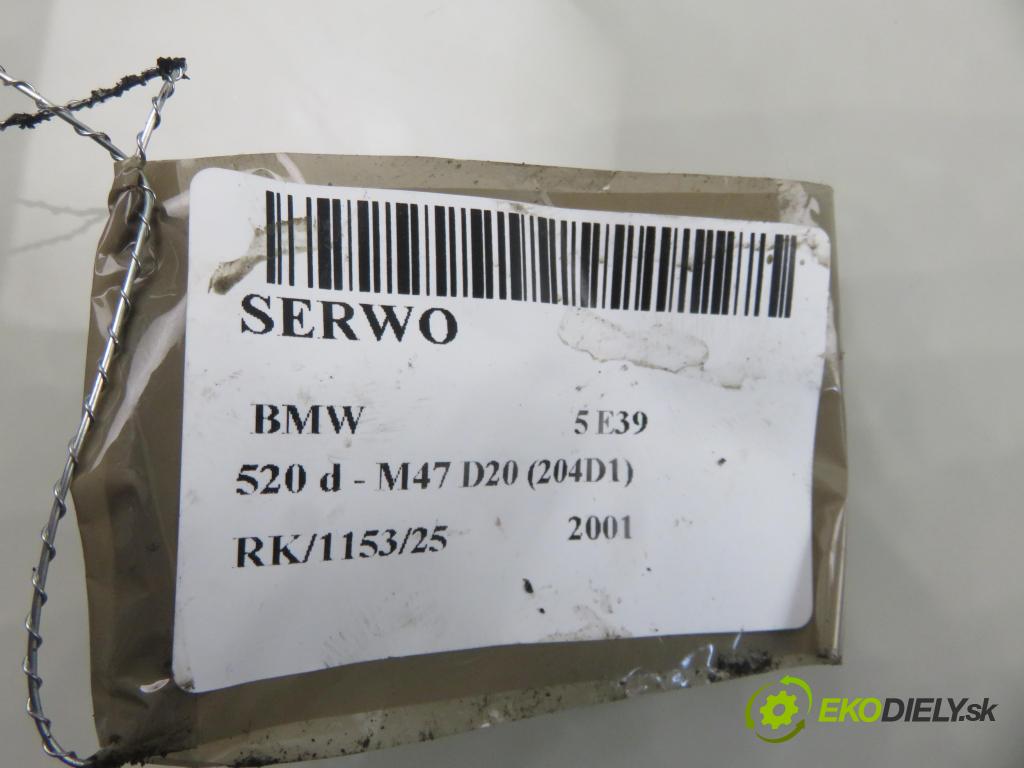 SERWO
BMW 5 E39
520 d - M47 D20 (204D1)
RK/1153/25 2001
EKODIELY.sk